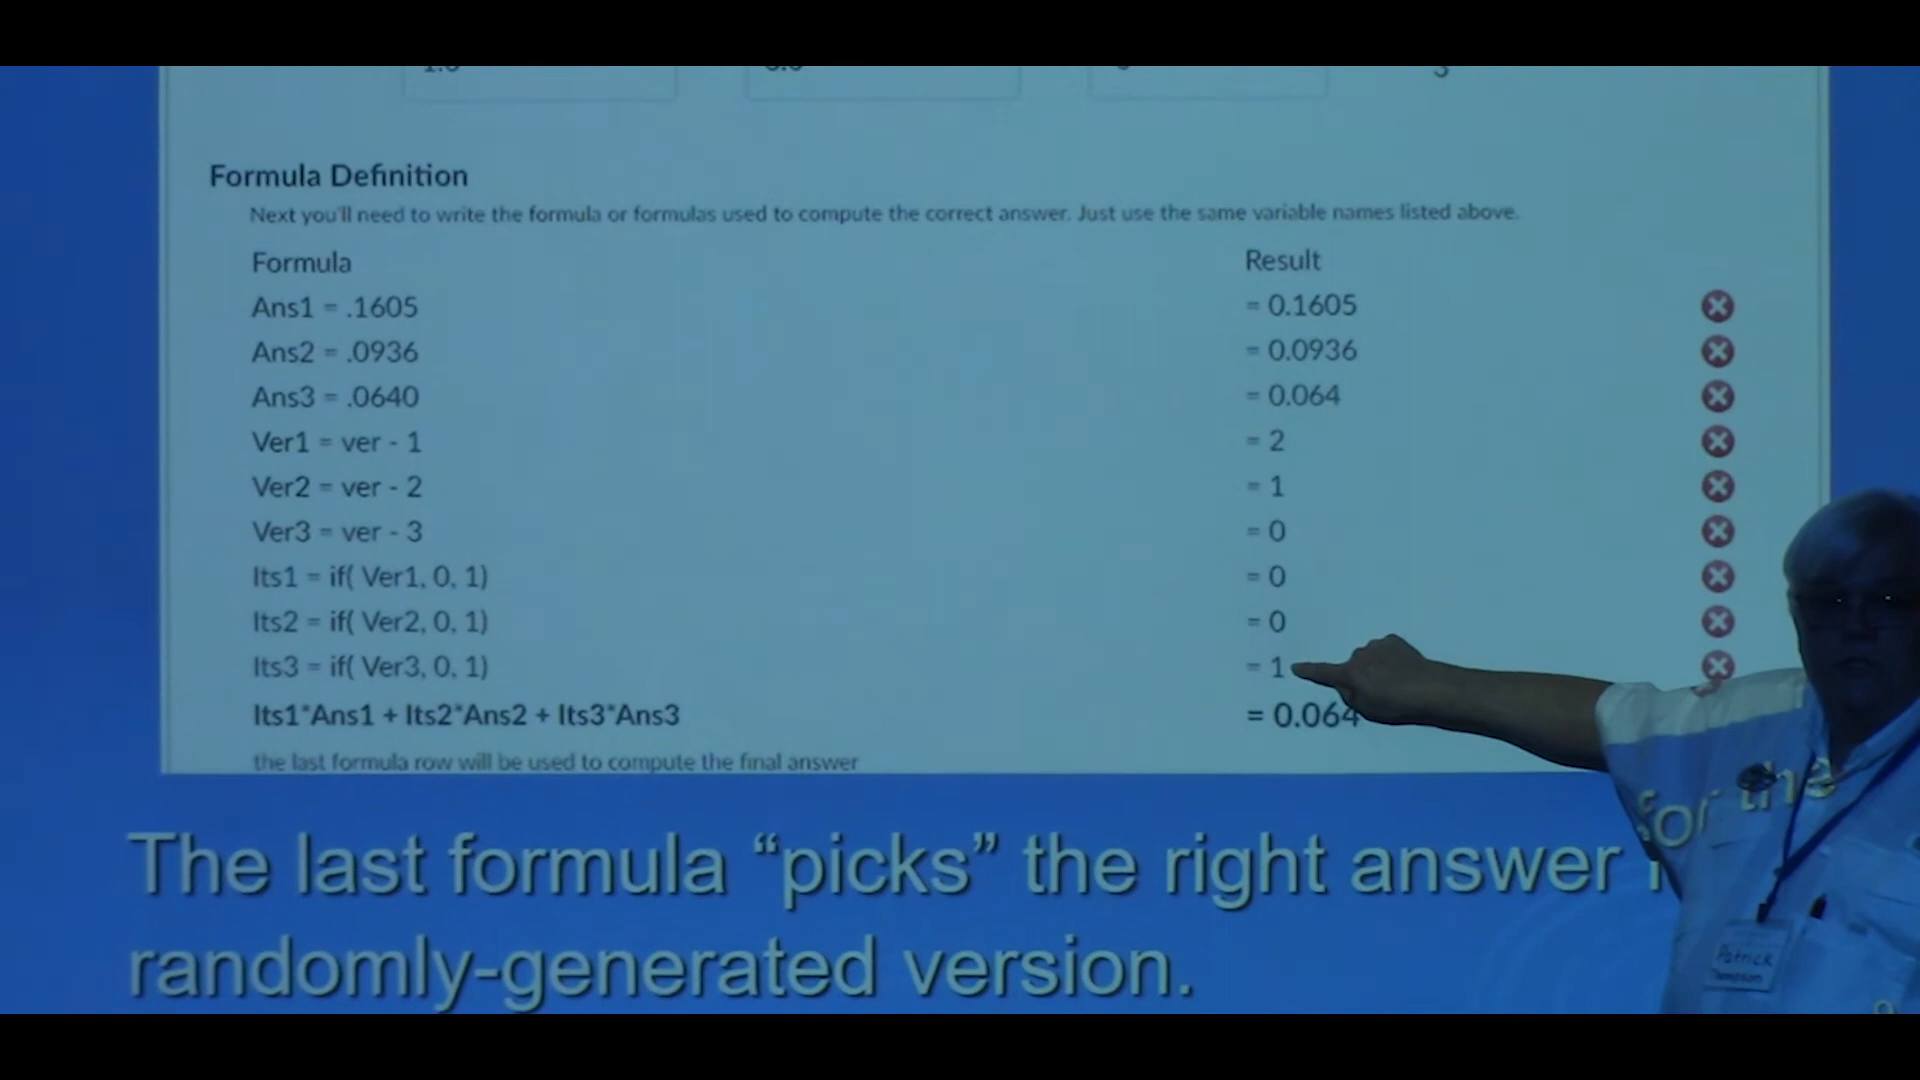 3
Formula Definition
Next you'll need to write the formula or formulas used to compute the correct answer. Just use the same variable names listed above.
Formula Result
Ans1 = .1605 = 0.1605
Ans2 = .0936 = 0.0936
Ans3 = .0640 = 0.064
Ver1 = ver - 1 = 2
Ver2 = ver - 2 = 1
Ver3 = ver - 3 = 0
Its1 = if( Ver1, 0, 1) = 0
Its2 = if( Ver2, 0, 1) = 0
Its3 = if( Ver3, 0, 1) = 1
Its1*Ans1 + Its2*Ans2 + Its3*Ans3 = 0.064
the last formula row will be used to compute the final answer
The last formula “picks” the right answer for the
randomly-generated version.
Patrick
Thompson